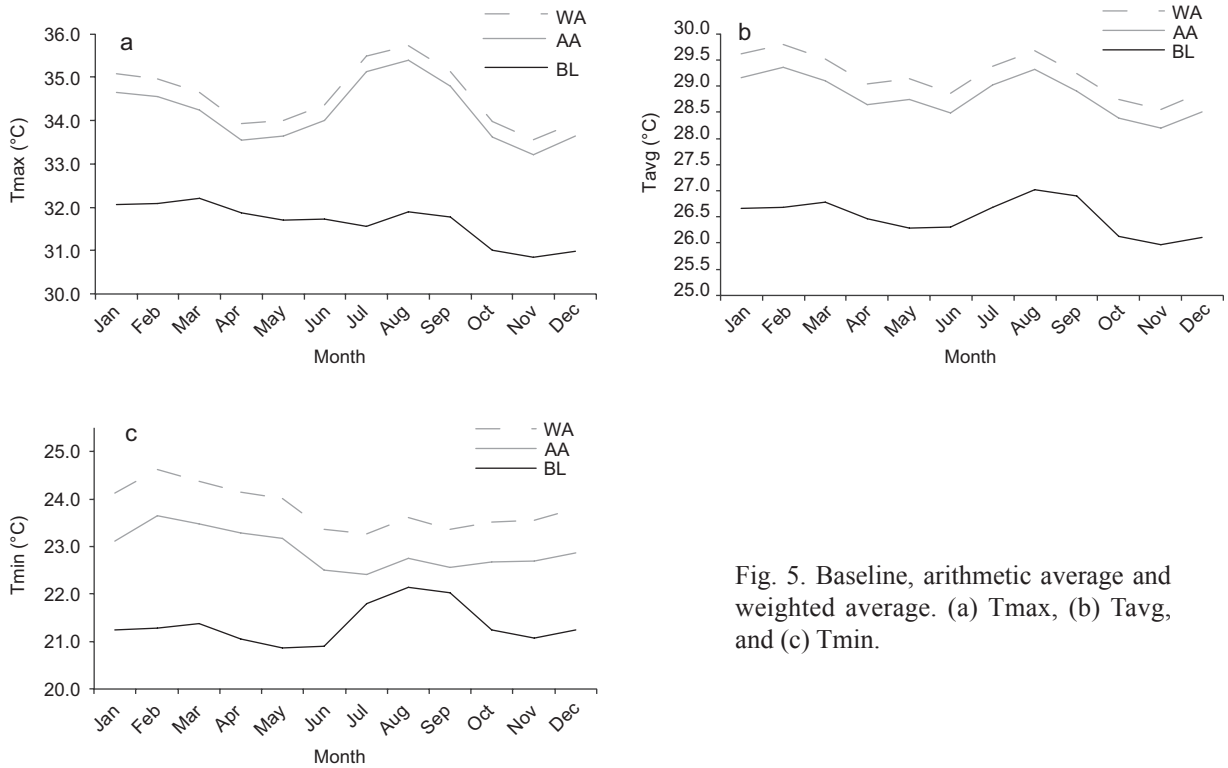 a
WA
AA
BL
36.0
35.0
34.0
33.0
32.0
31.0
30.0
Tmax (°C)
Jan Feb Mar Apr May Jun Jul Aug Sep Oct Nov Dec
Month
b
WA
AA
BL
30.0
29.5
29.0
28.5
28.0
27.5
27.0
26.5
26.0
25.5
25.0
Tavg (°C)
Jan Feb Mar Apr May Jun Jul Aug Sep Oct Nov Dec
Month
c
WA
AA
BL
25.0
24.0
23.0
22.0
21.0
20.0
Tmin (°C)
Jan Feb Mar Apr May Jun Jul Aug Sep Oct Nov Dec
Month
Fig. 5. Baseline, arithmetic average and
weighted average. (a) Tmax, (b) Tavg,
and (c) Tmin.